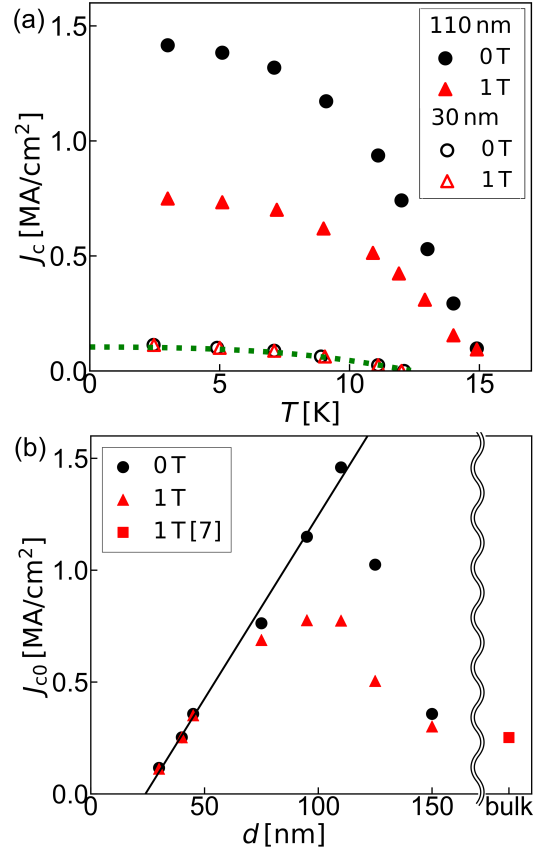 (a)
1.5
1.0
0.5
0.0
J_c [MA/cm²]
110 nm
0 T
1 T
30 nm
0 T
1 T
0 5 10 15
T [K]
(b)
1.5
1.0
0.5
0.0
J_c0 [MA/cm²]
0 T
1 T
1 T [7]
0 50 100 150 bulk
d [nm]